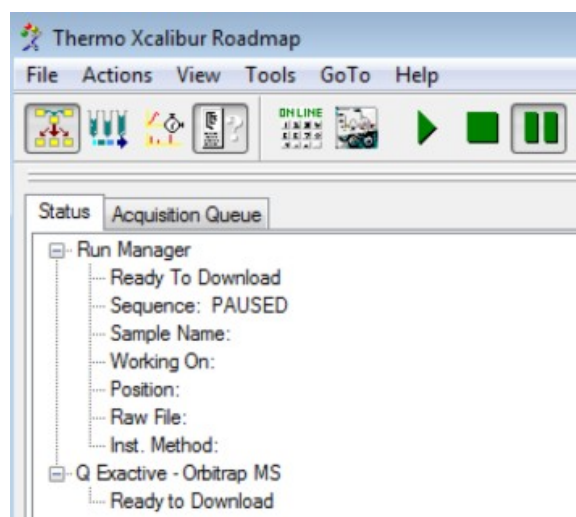 Thermo Xcalibur Roadmap
File Actions View Tools GoTo Help
ON LINE
Status Acquisition Queue
Run Manager
Ready To Download
Sequence: PAUSED
Sample Name:
Working On:
Position:
Raw File:
Inst. Method:
Q Exactive - Orbitrap MS
Ready to Download